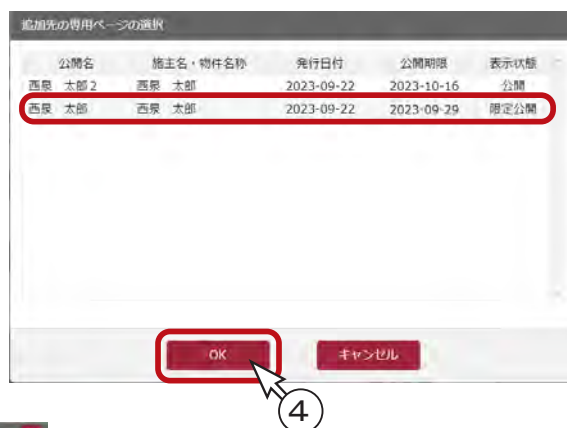 追加先の専用ページの選択
公開名 施主名・物件名称 発行日付 公開期限 表示状態
西泉 太郎2 西泉 太郎 2023-09-22 2023-10-16 公開
西泉 太郎 西泉 太郎 2023-09-22 2023-09-29 限定公開
OK キャンセル
④